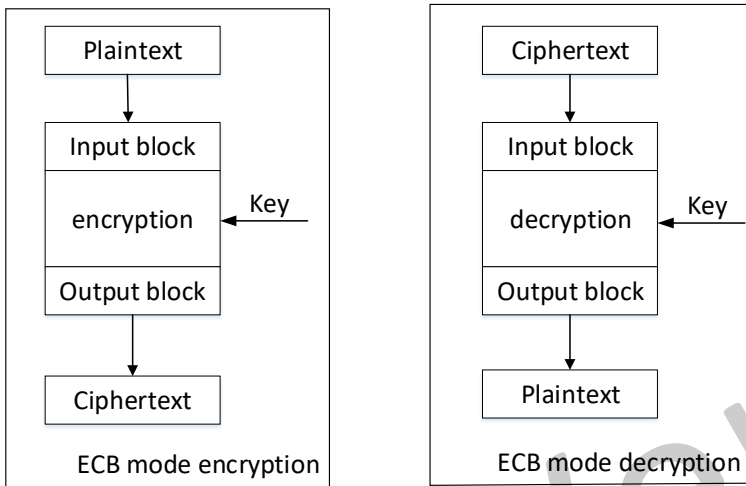 Plaintext
Input block
encryption
Key
Output block
Ciphertext
ECB mode encryption
Ciphertext
Input block
decryption
Key
Output block
Plaintext
ECB mode decryption